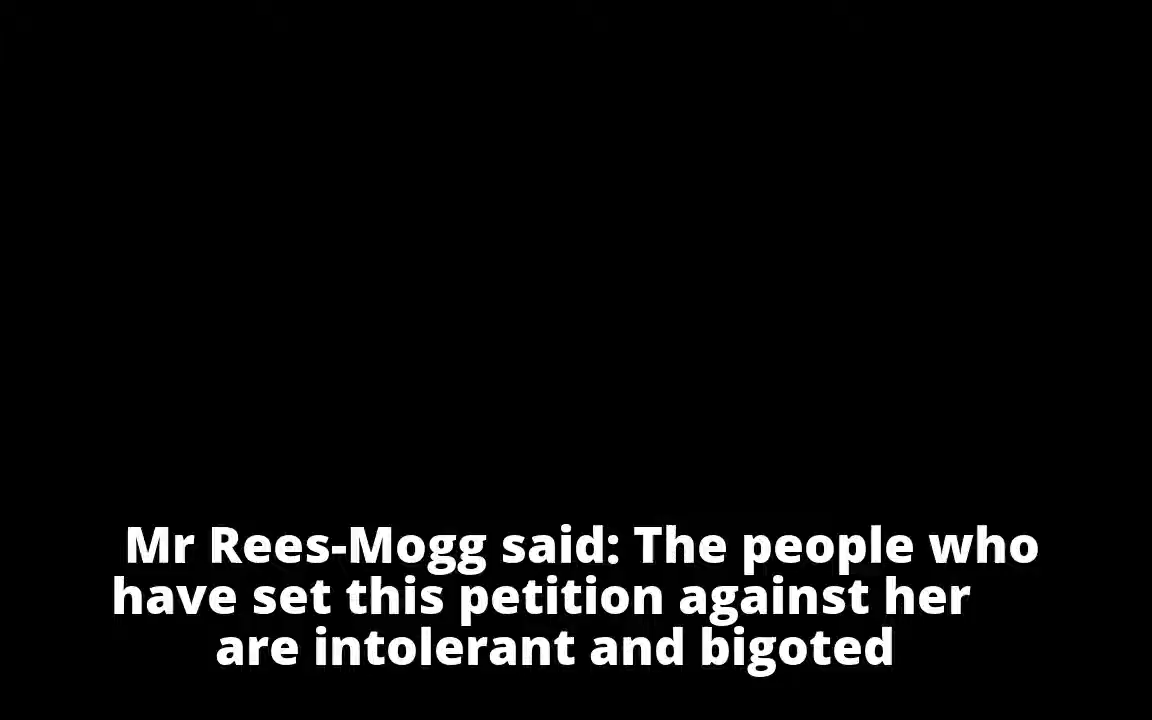 Mr Rees-Mogg said: The people who
have set this petition against her
are intolerant and bigoted